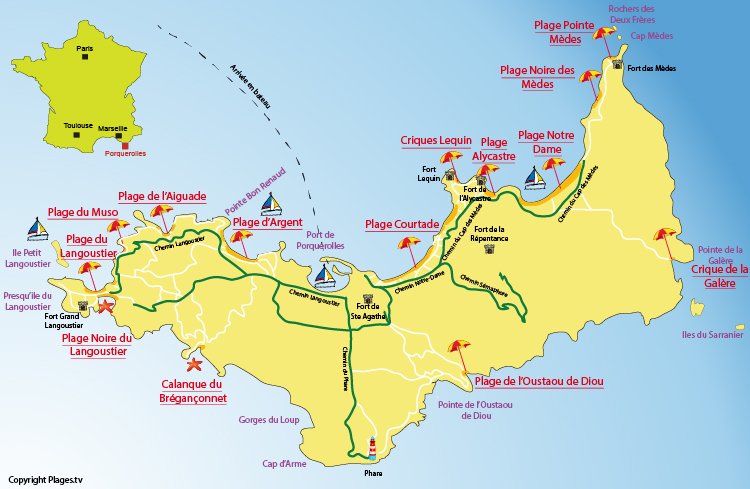 Rochers des
Deux Frères
Plage Pointe
Mèdes
Cap Mèdes
Paris
Arrivée en bateau
Plage Noire des
Mèdes
Fort des Mèdes
Toulouse
Marseille
Porquerolles
Criques Lequin
Plage
Alycastre
Plage Notre
Dame
Fort
Lequin
Fort de
l'Alycastre
Chemin du Cap des Mèdes
Chemin du Cap des Mèdes
Plage de l'Aiguade
Pointe Bon Renaud
Plage du Muso
Plage d'Argent
Port de
Porquerolles
Plage Courtade
Fort de la
Répentance
Ile Petit
Langoustier
Plage du
Langoustier
Chemin Langoustier
Pointe de la
Galère
Crique de la
Galère
Presqu'ile du
Langoustier
Chemin Langoustier
Chemin Notre-Dame
Chemin Sémaphore
Fort Grand
Langoustier
Fort de
Ste Agathe
Iles du Sarranier
Plage Noire du
Langoustier
Chemin du Phare
Calanque du
Brégançonnet
Plage de l'Oustaou de Diou
Pointe de l'Oustaou
de Diou
Gorges du Loup
Cap d'Arme
Phare
Copyright Plages.tv